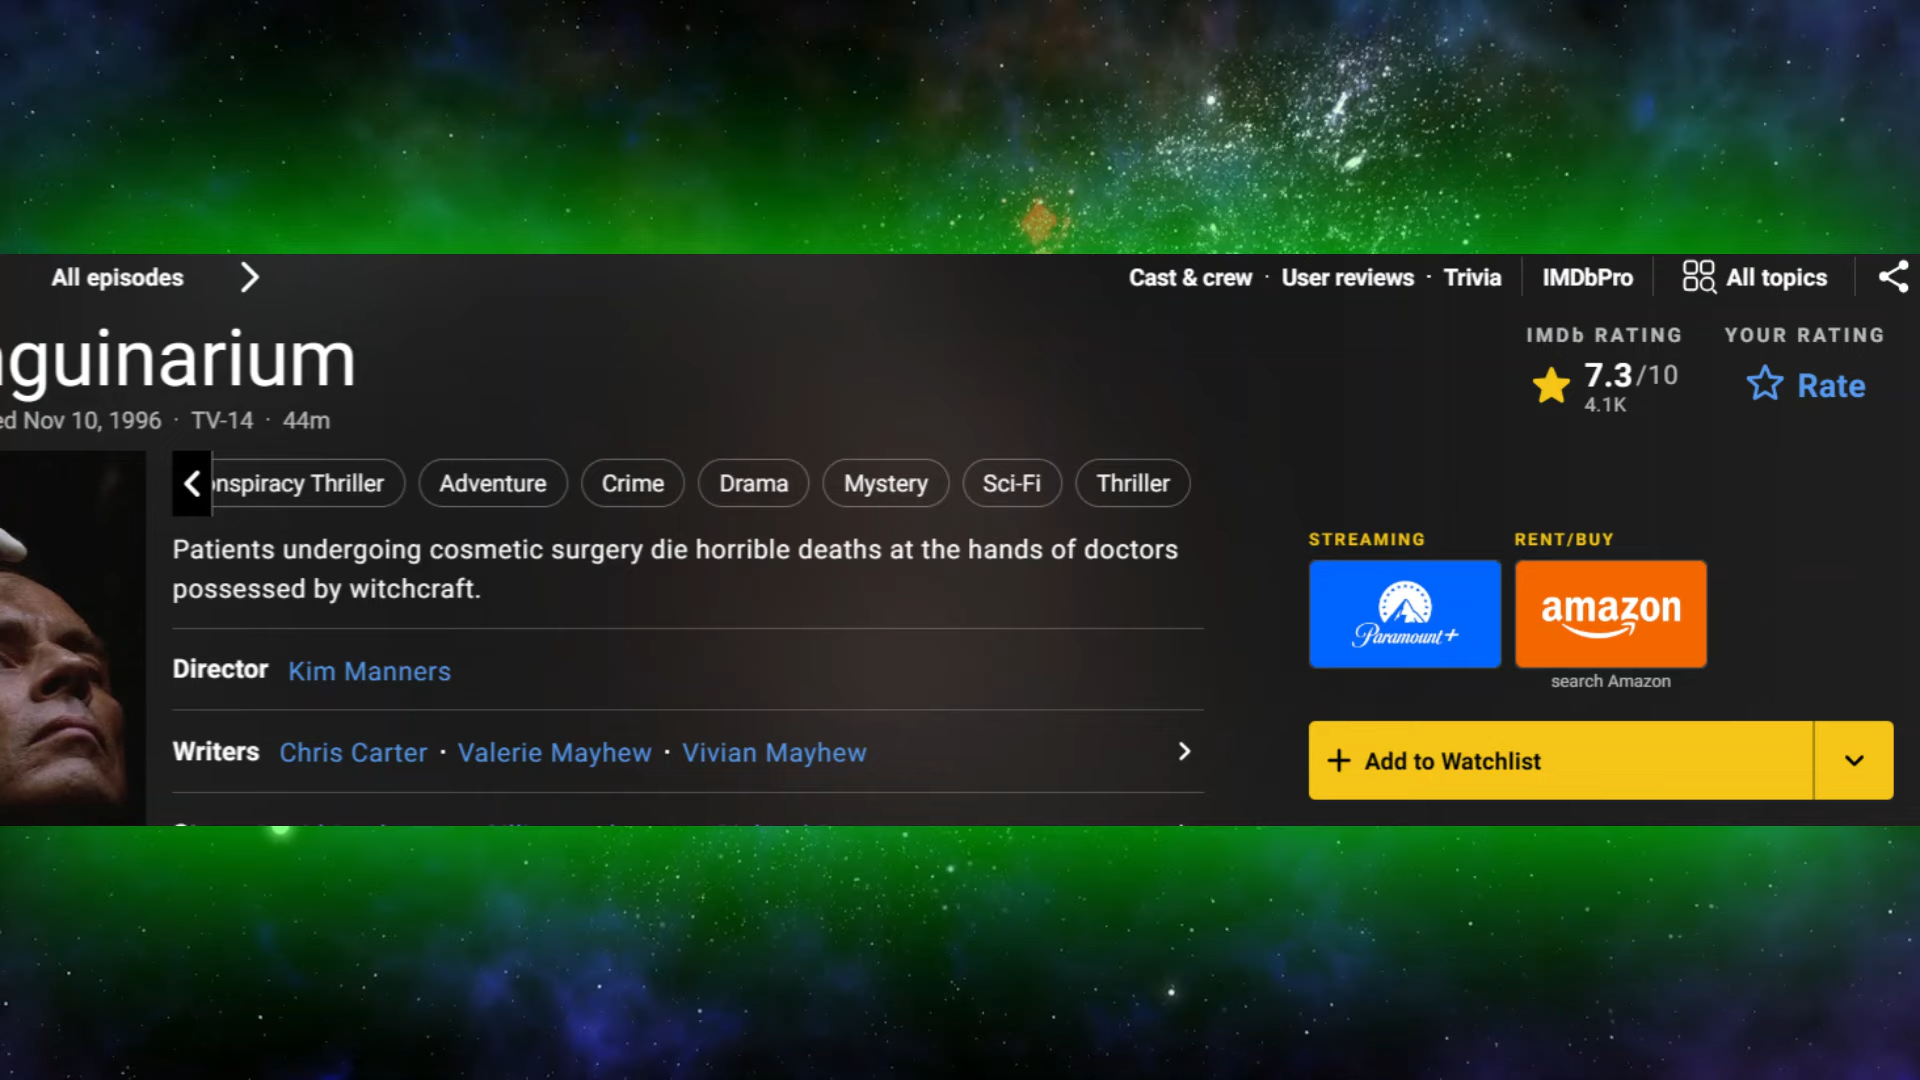 All episodes
Cast & crew · User reviews · Trivia
IMDbPro
All topics
nguinarium
IMDb RATING
YOUR RATING
7.3/10
4.1K
Rate
ed Nov 10, 1996 · TV-14 · 44m
onspiracy Thriller
Adventure
Crime
Drama
Mystery
Sci-Fi
Thriller
Patients undergoing cosmetic surgery die horrible deaths at the hands of doctors
possessed by witchcraft.
STREAMING
RENT/BUY
Paramount+
amazon
search Amazon
Director Kim Manners
Writers Chris Carter · Valerie Mayhew · Vivian Mayhew
+ Add to Watchlist